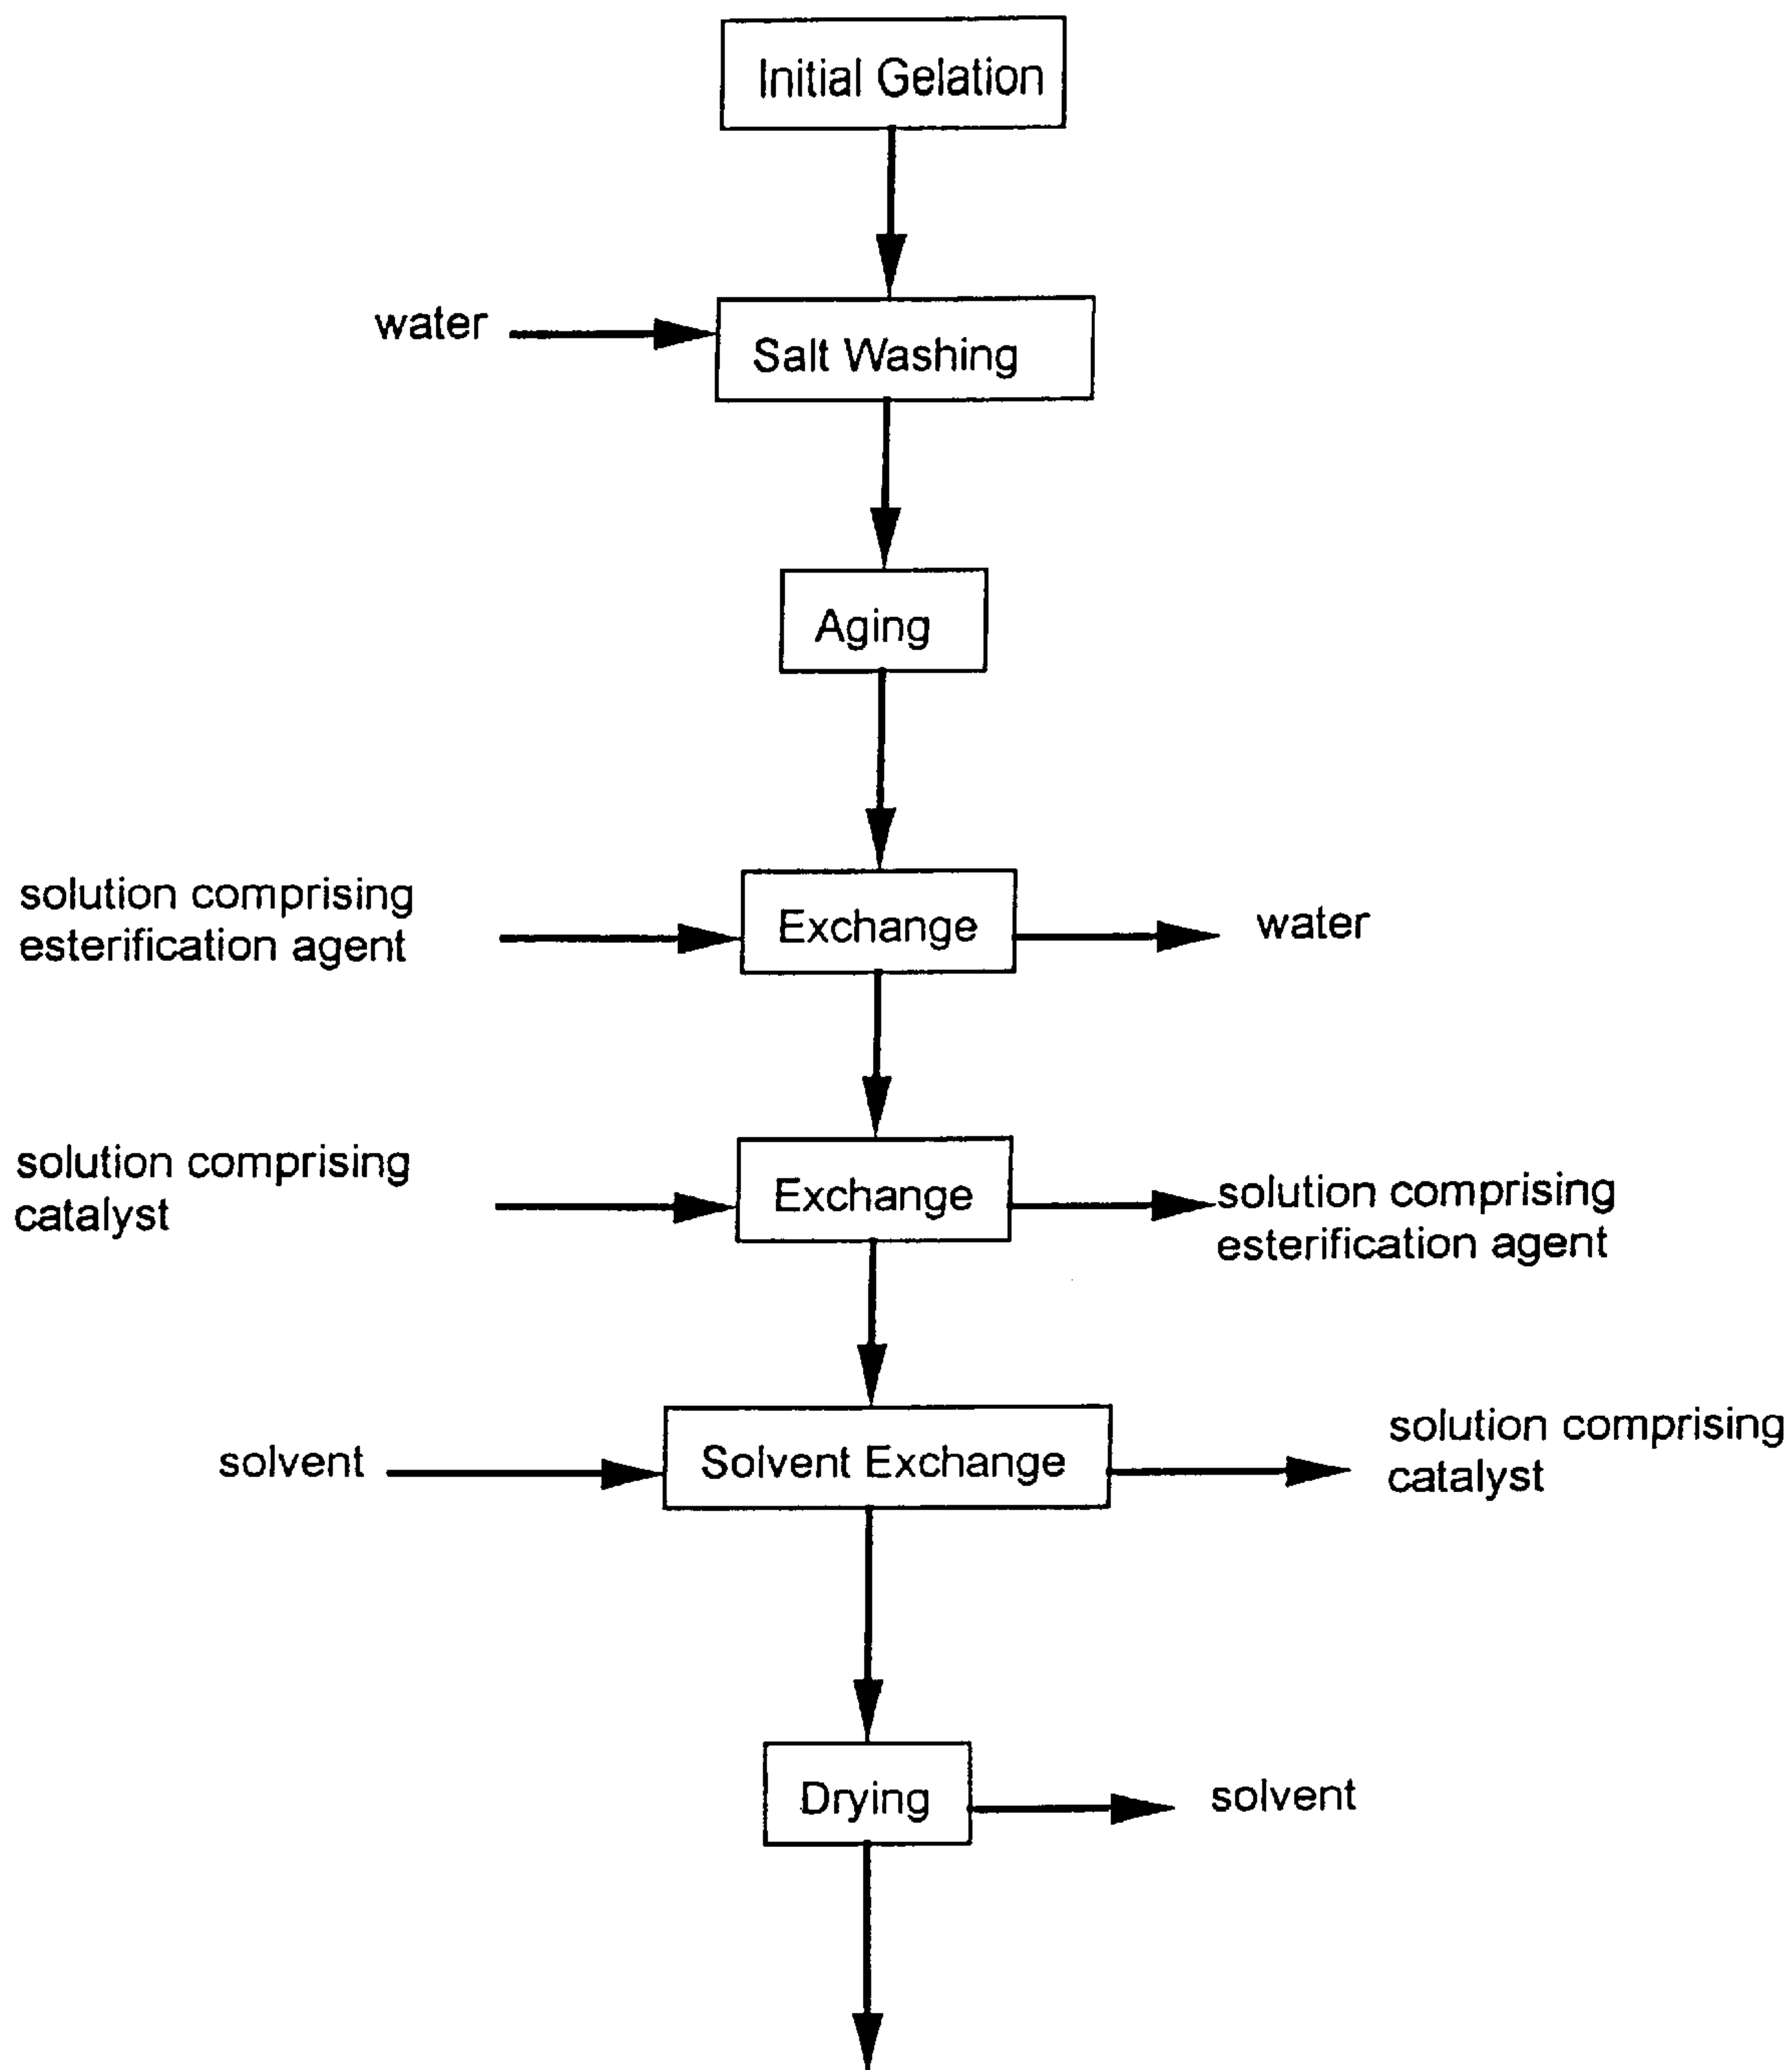 Initial Gelation
water
Salt Washing
Aging
solution comprising
esterification agent
Exchange
water
solution comprising
catalyst
Exchange
solution comprising
esterification agent
solvent
Solvent Exchange
solution comprising
catalyst
Drying
solvent